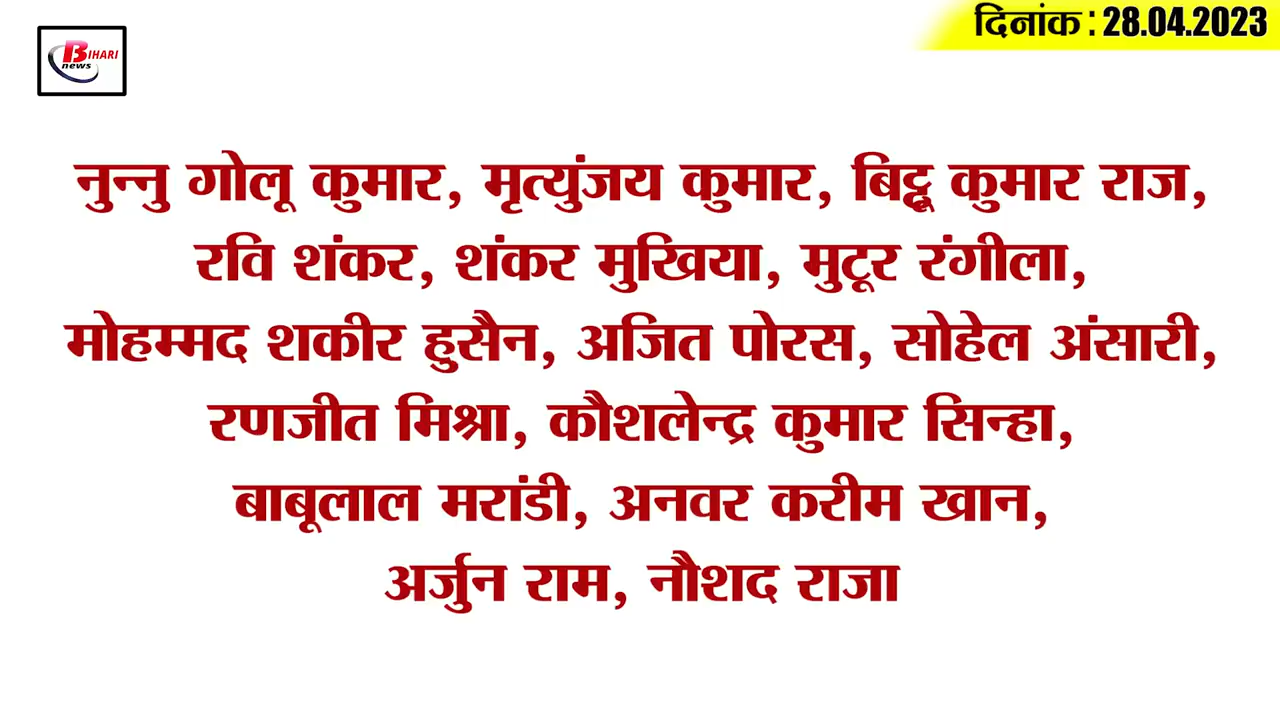 दिनांक : 28.04.2023
BIHARI
news
नुन्नु गोलू कुमार, मृत्युंजय कुमार, बिट्टू कुमार राज,
रवि शंकर, शंकर मुखिया, मुटूर रंगीला,
मोहम्मद शकीर हुसैन, अजित पोरस, सोहेल अंसारी,
रणजीत मिश्रा, कौशलेन्द्र कुमार सिन्हा,
बाबूलाल मरांडी, अनवर करीम खान,
अर्जुन राम, नौशद राजा